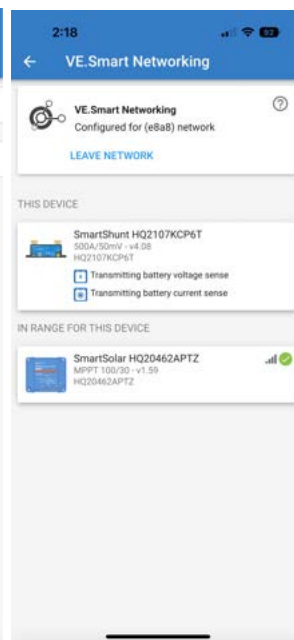 2:18
93
VE.Smart Networking
VE.Smart Networking
Configured for (e8a8) network
LEAVE NETWORK
THIS DEVICE
SmartShunt HQ2107KCP6T
500A/50mV - v4.08
HQ2107KCP6T
Transmitting battery voltage sense
Transmitting battery current sense
IN RANGE FOR THIS DEVICE
SmartSolar HQ20462APTZ
MPPT 100/30 - v1.59
HQ20462APTZ